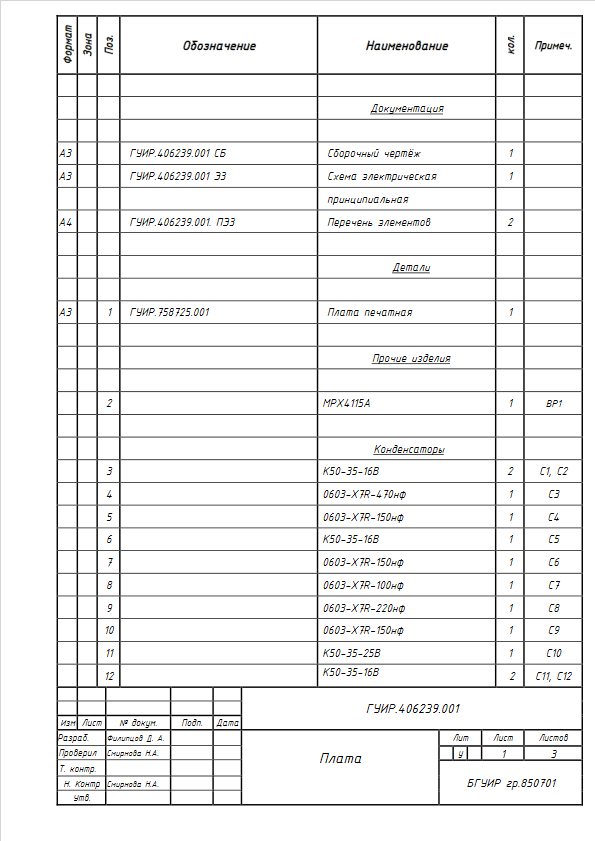 Формат Зона Поз. Обозначение Наименование кол. Примеч.
Документация
А3 ГУИР.406239.001 СБ Сборочный чертёж 1
А3 ГУИР.406239.001 ЭЗ Схема электрическая 1
принципиальная
А4 ГУИР.406239.001. ПЭЗ Перечень элементов 2
Детали
А3 1 ГУИР.758725.001 Плата печатная 1
Прочие изделия
2 MPX4115A 1 BP1
Конденсаторы
3 К50-35-16В 2 С1, С2
4 0603-X7R-470нф 1 С3
5 0603-X7R-150нф 1 С4
6 К50-35-16В 1 С5
7 0603-X7R-150нф 1 С6
8 0603-X7R-100нф 1 С7
9 0603-X7R-220нф 1 С8
10 0603-X7R-150нф 1 С9
11 К50-35-25В 1 С10
12 К50-35-16В 2 С11, С12
ГУИР.406239.001
Изм Лист № докум. Подп. Дата
Разраб. Филипцов Д. А. Лит Лист Листов
Проверил Смирнова Н.А. Плата у 1 3
Т. контр.
Н. Контр Смирнова Н.А. БГУИР гр.850701
Утв.